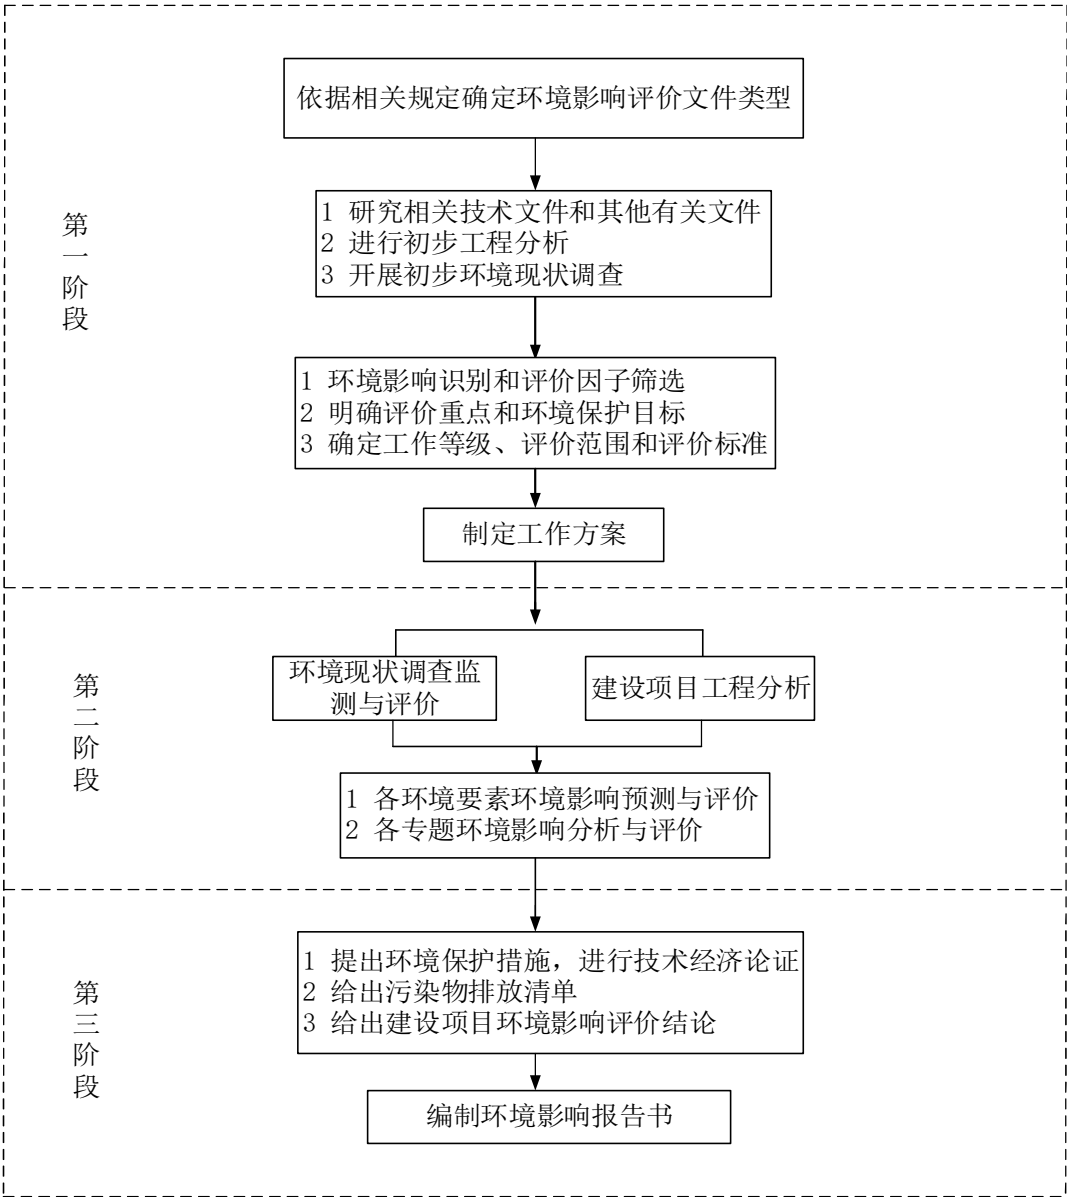 依据相关规定确定环境影响评价文件类型
第一阶段
1 研究相关技术文件和其他有关文件
2 进行初步工程分析
3 开展初步环境现状调查
1 环境影响识别和评价因子筛选
2 明确评价重点和环境保护目标
3 确定工作等级、评价范围和评价标准
制定工作方案
第二阶段
环境现状调查监
测与评价
建设项目工程分析
1 各环境要素环境影响预测与评价
2 各专题环境影响分析与评价
第三阶段
1 提出环境保护措施，进行技术经济论证
2 给出污染物排放清单
3 给出建设项目环境影响评价结论
编制环境影响报告书